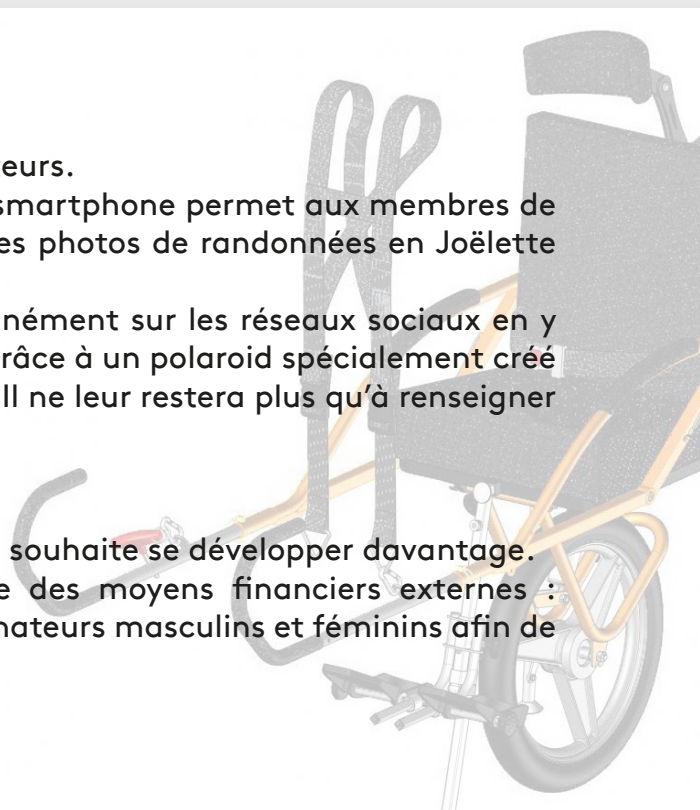 eurs.
smartphone permet aux membres de
es photos de randonnées en Joëlette
nément sur les réseaux sociaux en y
râce à un polaroid spécialement créé
Il ne leur restera plus qu’à renseigner
souhaite se développer davantage.
e des moyens financiers externes :
nateurs masculins et féminins afin de